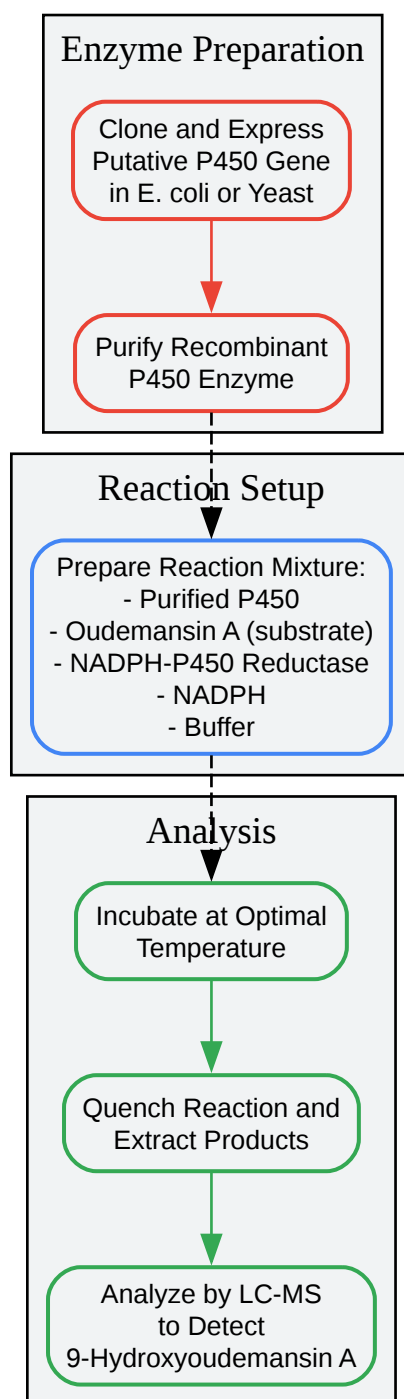 Enzyme Preparation
Clone and Express
Putative P450 Gene
in E. coli or Yeast
Purify Recombinant
P450 Enzyme
Reaction Setup
Prepare Reaction Mixture:
- Purified P450
- Oudemansin A (substrate)
- NADPH-P450 Reductase
- NADPH
- Buffer
Analysis
Incubate at Optimal
Temperature
Quench Reaction and
Extract Products
Analyze by LC-MS
to Detect
9-Hydroxyoudemansin A